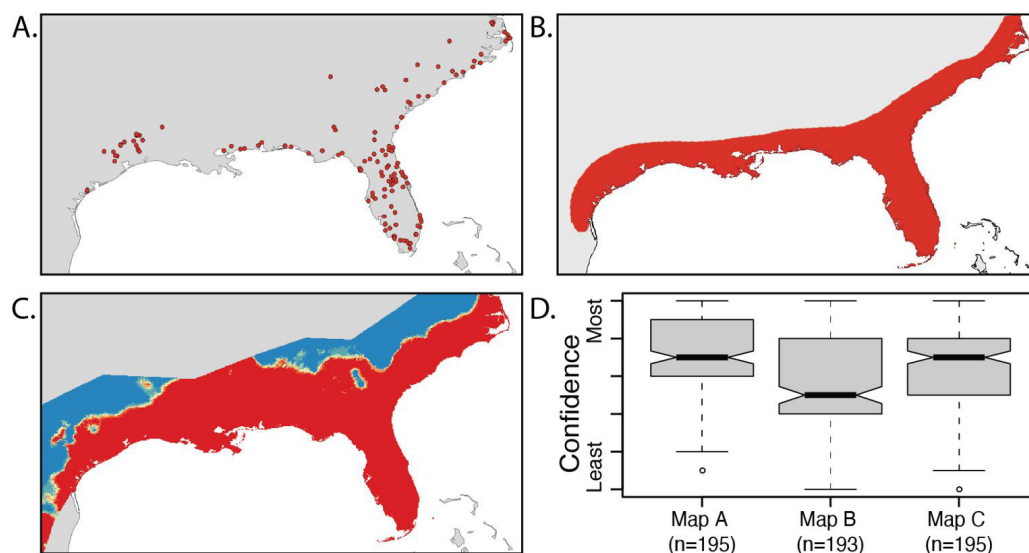 A.
B.
C.
D.
Most
Confidence
Least
Map A
(n=195)
Map B
(n=193)
Map C
(n=195)